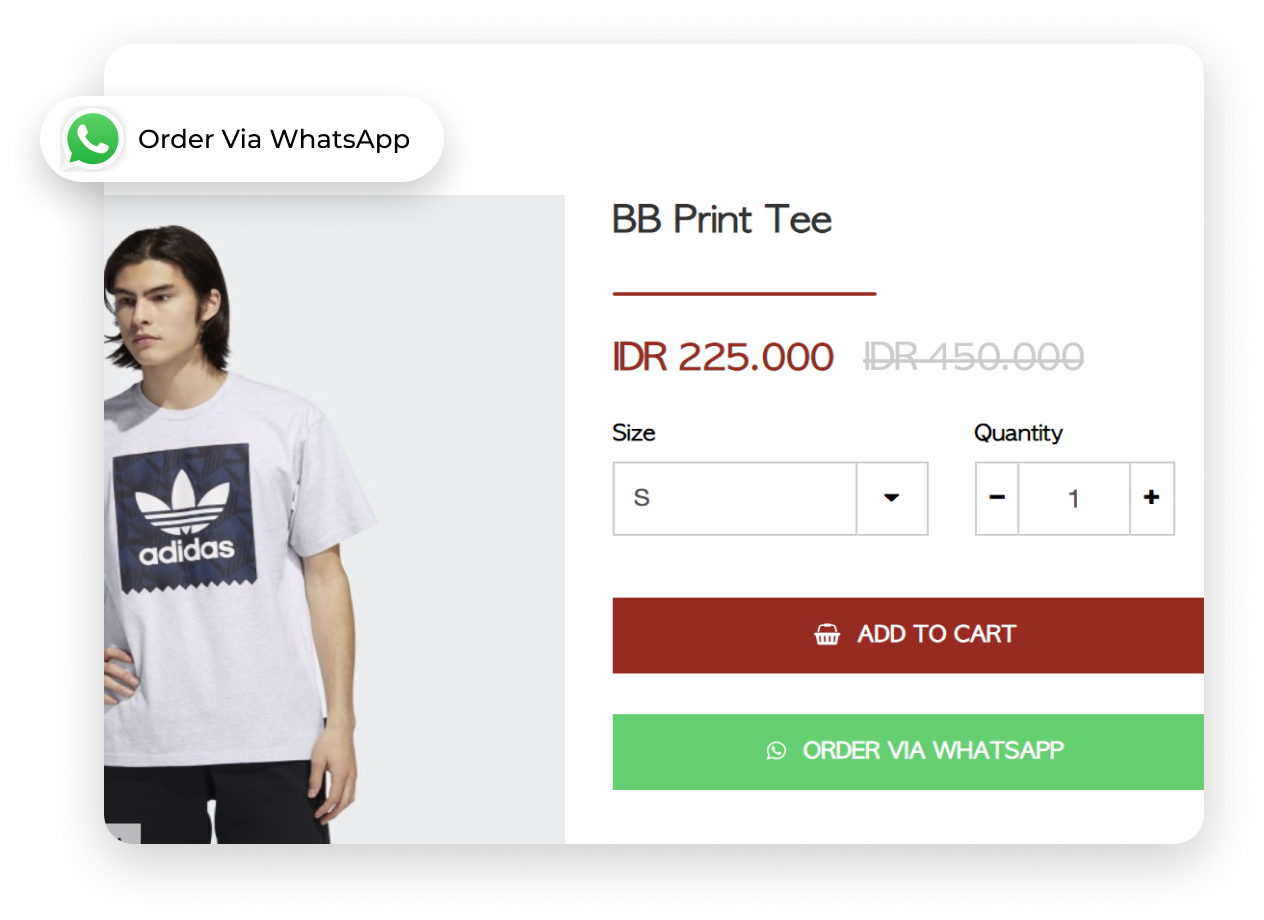 Order Via WhatsApp
BB Print Tee
IDR 225.000 IDR 450.000
Size Quantity
S 1
adidas
ADD TO CART
ORDER VIA WHATSAPP